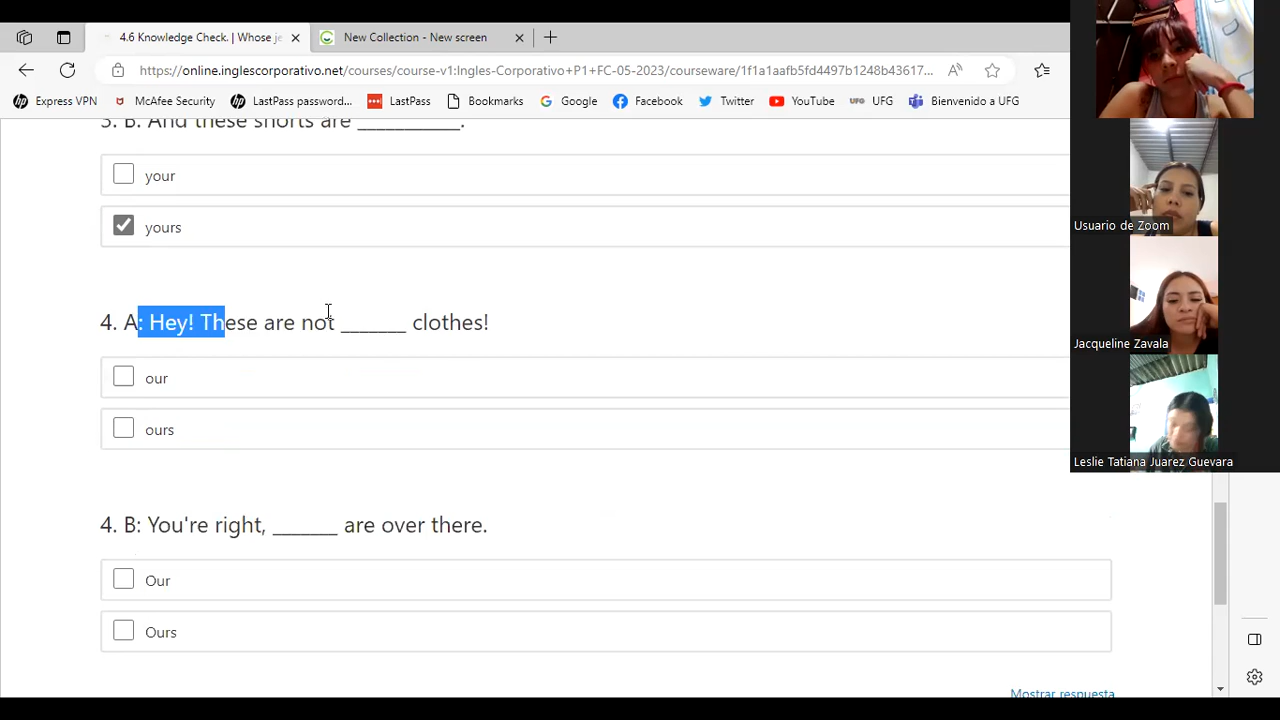 4.6 Knowledge Check. | Whose je
New Collection - New screen
https://online.inglescorporativo.net/courses/course-v1:Ingles-Corporativo+P1+FC-05-2023/courseware/1f1a1aafb5fd4497b1248b43617...
Express VPN McAfee Security LastPass password... LastPass Bookmarks Google Facebook Twitter YouTube UFG Bienvenido a UFG
3. B: And these shorts are __________.
your
yours
4. A: Hey! These are not _______ clothes!
our
ours
4. B: You're right, _______ are over there.
Our
Ours
Mostrar respuesta
Usuario de Zoom
Jacqueline Zavala
Leslie Tatiana Juarez Guevara